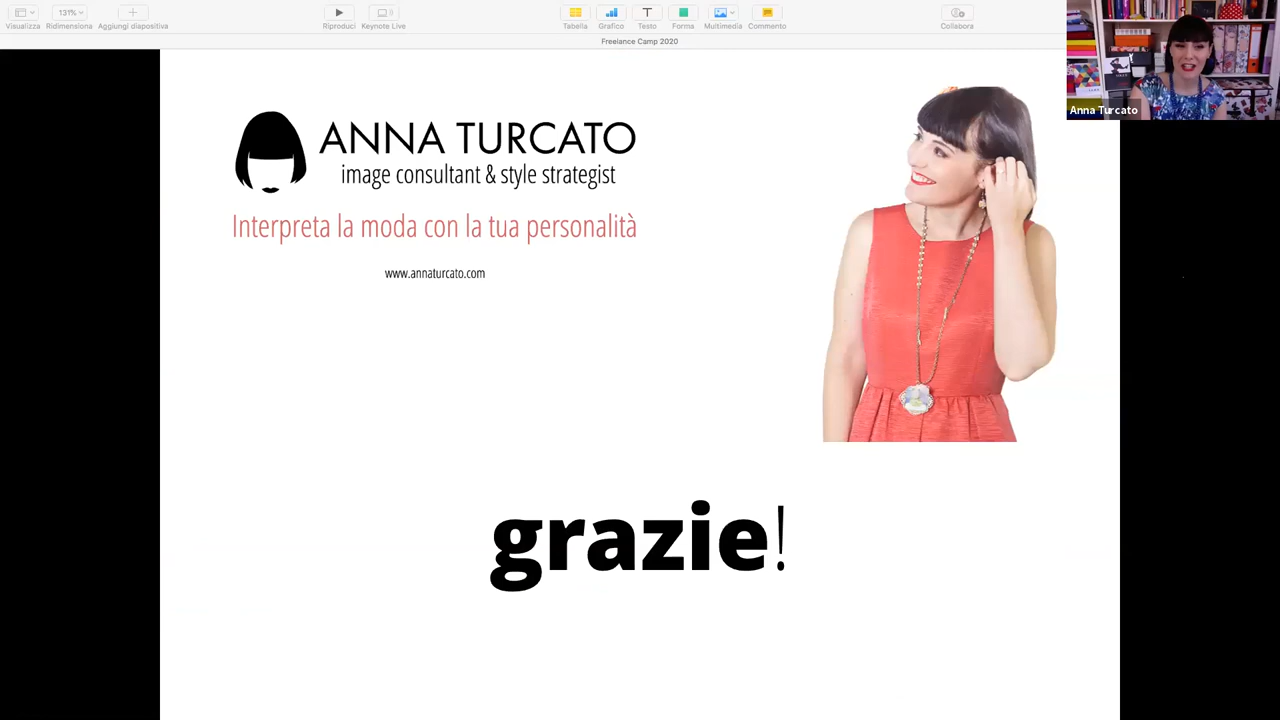 131%
Visualizza
Ridimensiona
Aggiungi diapositiva
Riproduci
Keynote Live
Tabella
Grafico
Testo
Forma
Multimedia
Commento
Collabora
Freelance Camp 2020
Anna Turcato
ANNA TURCATO
image consultant & style strategist
Interpreta la moda con la tua personalità
www.annaturcato.com
grazie!